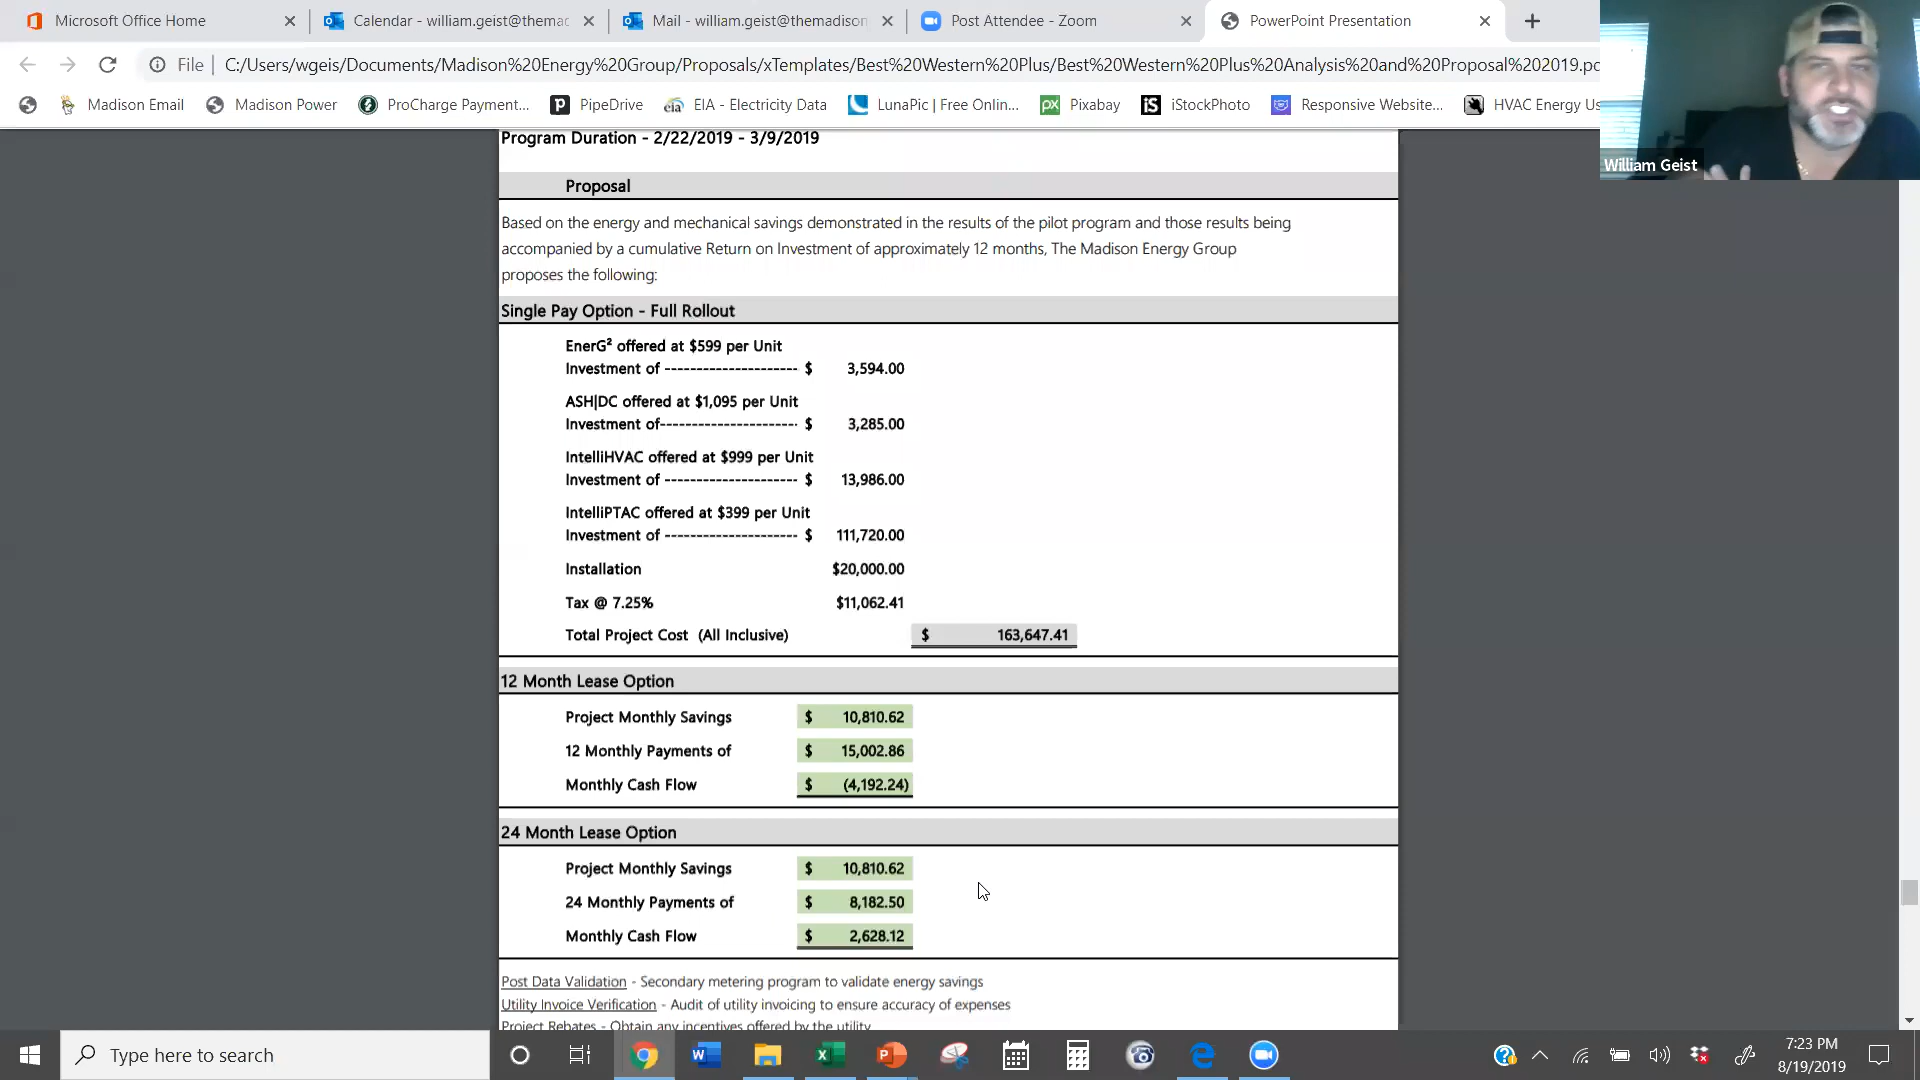 Microsoft Office Home
Calendar - william.geist@themad
Mail - william.geist@themadison
Post Attendee - Zoom
PowerPoint Presentation
File
C:/Users/wgeis/Documents/Madison%20Energy%20Group/Proposals/xTemplates/Best%20Western%20Plus/Best%20Western%20Plus%20Analysis%20and%20Proposal%202019.pd
Madison Email
Madison Power
ProCharge Payment...
PipeDrive
EIA - Electricity Data
LunaPic | Free Onlin...
Pixabay
iStockPhoto
Responsive Website...
HVAC Energy Us
William Geist
Program Duration - 2/22/2019 - 3/9/2019
Proposal
Based on the energy and mechanical savings demonstrated in the results of the pilot program and those results being
accompanied by a cumulative Return on Investment of approximately 12 months, The Madison Energy Group
proposes the following:
Single Pay Option - Full Rollout
EnerG² offered at $599 per Unit
Investment of ---------------------- $ 3,594.00
ASH|DC offered at $1,095 per Unit
Investment of---------------------- $ 3,285.00
IntelliHVAC offered at $999 per Unit
Investment of ---------------------- $ 13,986.00
IntelliPTAC offered at $399 per Unit
Investment of ---------------------- $ 111,720.00
Installation $20,000.00
Tax @ 7.25% $11,062.41
Total Project Cost (All Inclusive) $ 163,647.41
12 Month Lease Option
Project Monthly Savings $ 10,810.62
12 Monthly Payments of $ 15,002.86
Monthly Cash Flow $ (4,192.24)
24 Month Lease Option
Project Monthly Savings $ 10,810.62
24 Monthly Payments of $ 8,182.50
Monthly Cash Flow $ 2,628.12
Post Data Validation - Secondary metering program to validate energy savings
Utility Invoice Verification - Audit of utility invoicing to ensure accuracy of expenses
Project Rebates - Obtain any incentives offered by the utility
Type here to search
7:23 PM
8/19/2019